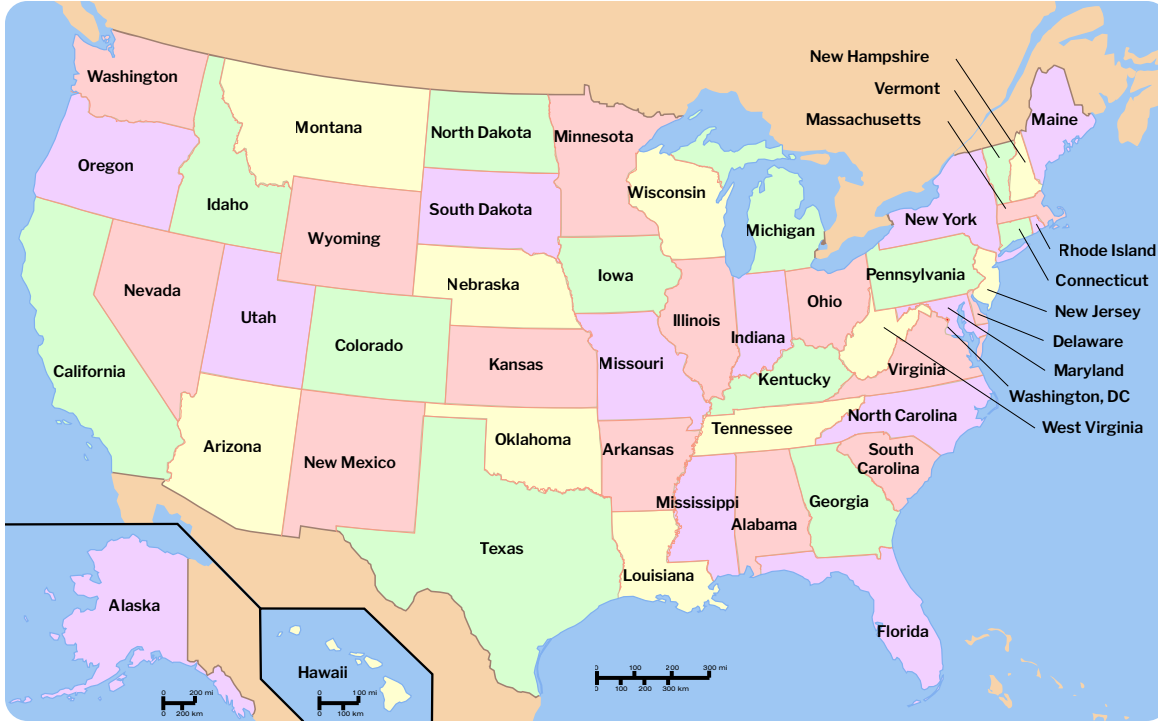 New Hampshire
Vermont
Massachusetts
Washington
Montana
North Dakota
Minnesota
Maine
Oregon
Idaho
South Dakota
Wisconsin
Michigan
New York
Wyoming
Rhode Island
Connecticut
Nevada
Utah
Nebraska
Iowa
Pennsylvania
New Jersey
Colorado
Illinois
Indiana
Ohio
Delaware
California
Kansas
Missouri
Kentucky
Virginia
Maryland
Washington, DC
West Virginia
Arizona
New Mexico
Oklahoma
Arkansas
Tennessee
North Carolina
South
Carolina
Texas
Mississippi
Alabama
Georgia
Louisiana
Florida
Alaska
Hawaii
0 200 mi
0 200 km
0 100 mi
0 100 km
0 100 200 300 mi
0 100 200 300 km